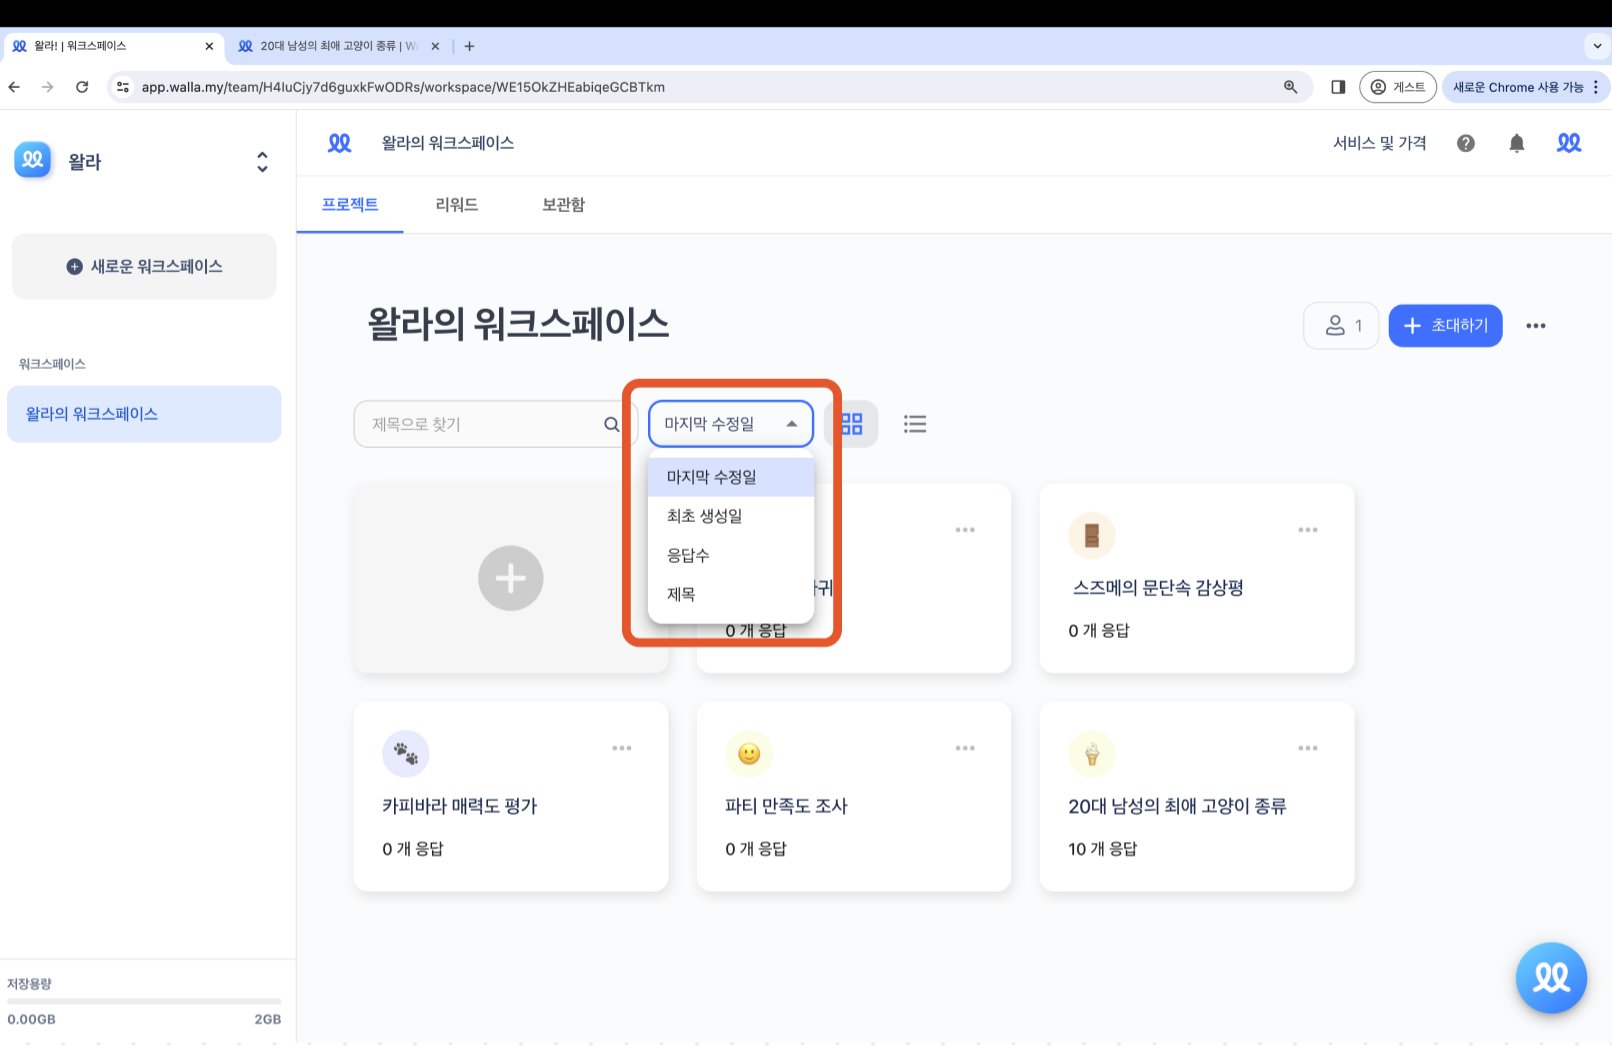 왈라! | 워크스페이스
20대 남성의 최애 고양이 종류 | W
app.walla.my/team/H4IuCjy7d6guxkFwODRs/workspace/WE15OkZHEabiqeGCBTkm
게스트
새로운 Chrome 사용 가능
왈라
왈라의 워크스페이스
서비스 및 가격
프로젝트
리워드
보관함
새로운 워크스페이스
왈라의 워크스페이스
1
초대하기
워크스페이스
왈라의 워크스페이스
제목으로 찾기
마지막 수정일
마지막 수정일
최초 생성일
응답수
제목
귀
0 개 응답
스즈메의 문단속 감상평
0 개 응답
카피바라 매력도 평가
0 개 응답
파티 만족도 조사
0 개 응답
20대 남성의 최애 고양이 종류
10 개 응답
저장용량
0.00GB
2GB